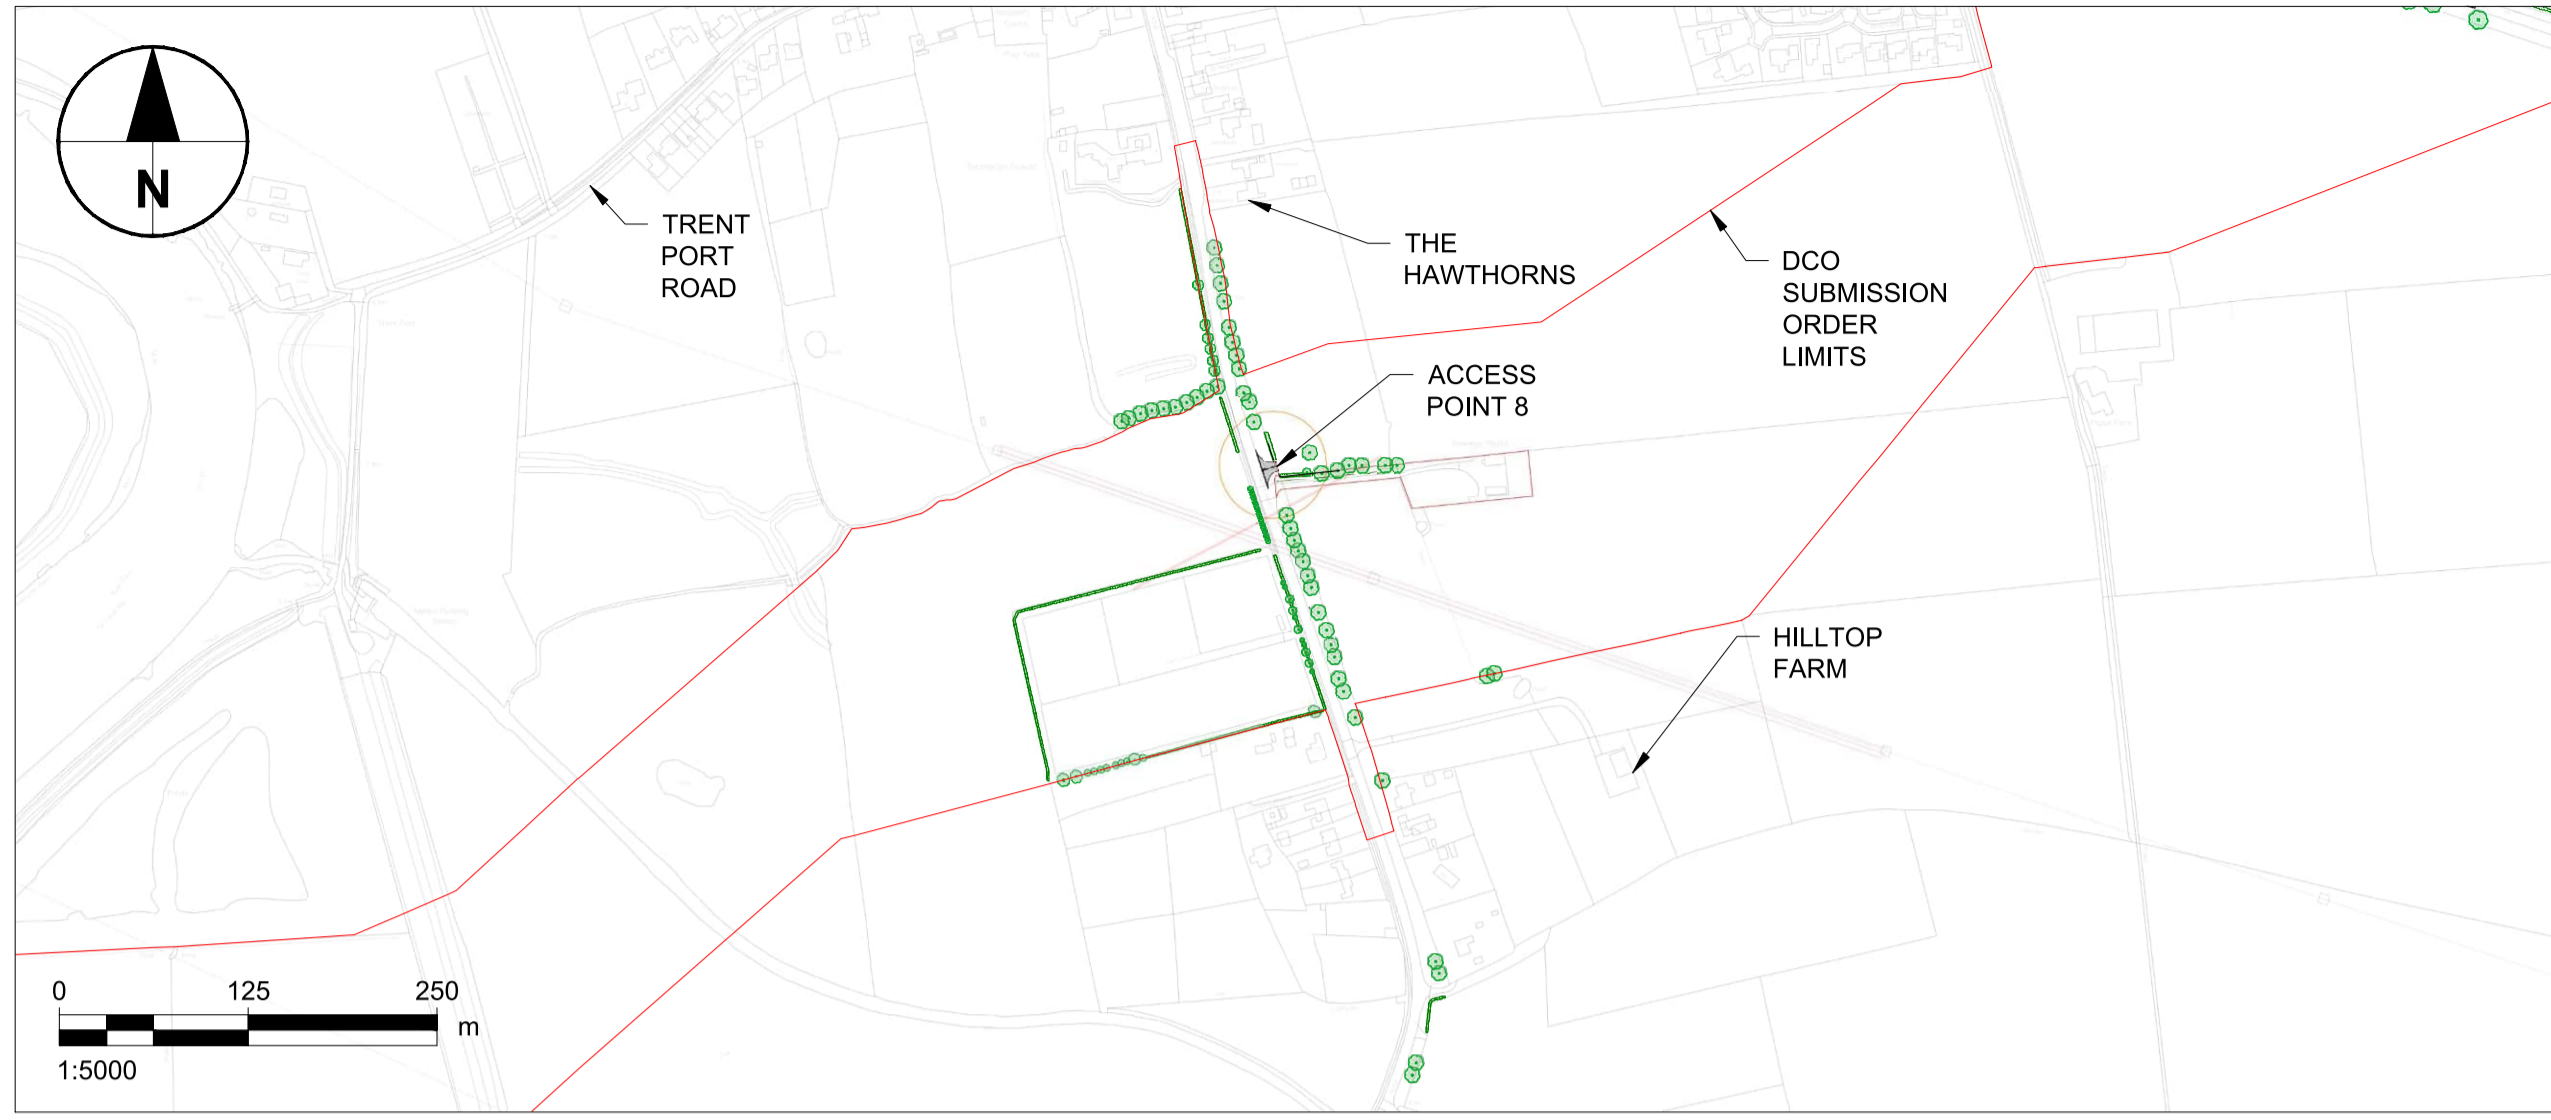 N
TRENT
PORT
ROAD
THE
HAWTHORNS
DCO
SUBMISSION
ORDER
LIMITS
ACCESS
POINT 8
HILLTOP
FARM
0 125 250
m
1:5000